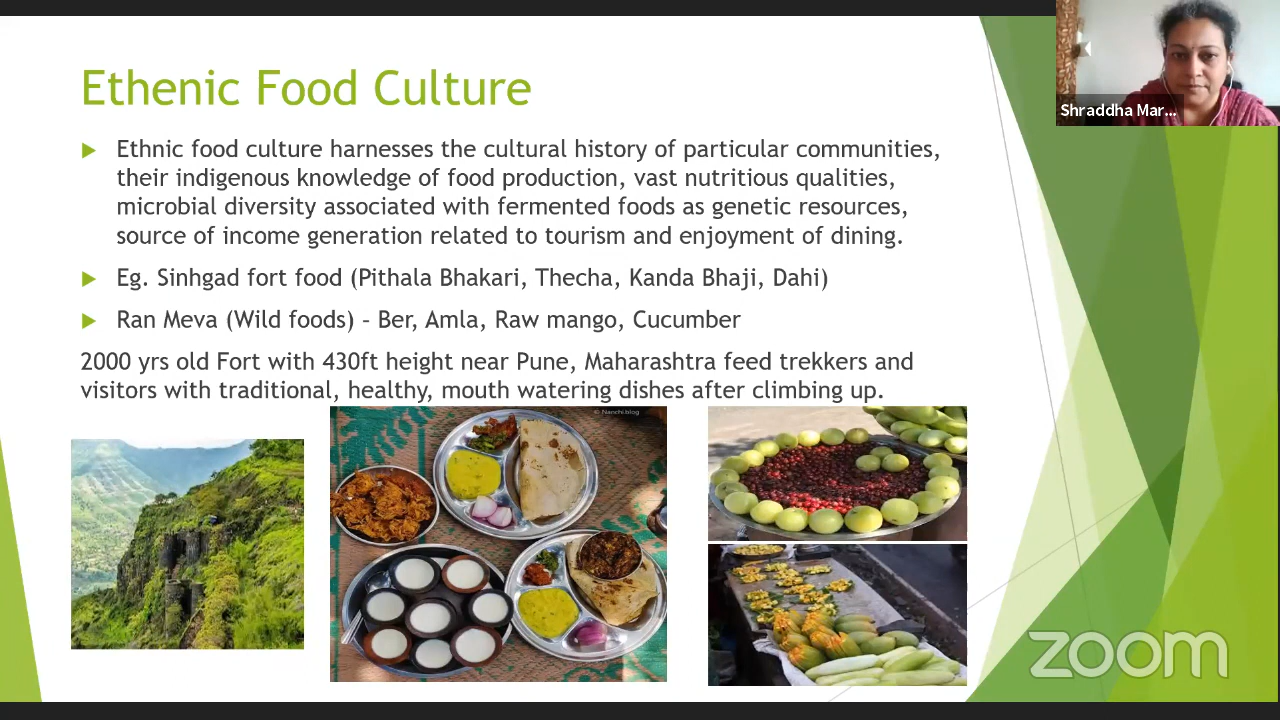 Ethenic Food Culture
Ethnic food culture harnesses the cultural history of particular communities,
their indigenous knowledge of food production, vast nutritious qualities,
microbial diversity associated with fermented foods as genetic resources,
source of income generation related to tourism and enjoyment of dining.
Eg. Sinhgad fort food (Pithala Bhakari, Thecha, Kanda Bhaji, Dahi)
Ran Meva (Wild foods) – Ber, Amla, Raw mango, Cucumber
2000 yrs old Fort with 430ft height near Pune, Maharashtra feed trekkers and
visitors with traditional, healthy, mouth watering dishes after climbing up.
© Nanchi.blog
Shraddha Mar...
zoom